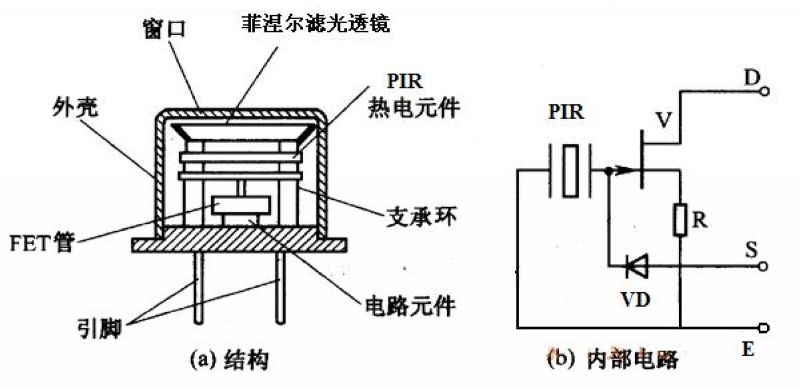 菲涅尔滤光透镜
窗口
PIR
热电元件
外壳
支承环
FET管
电路元件
引脚
(a) 结构
D
PIR
V
R
S
VD
E
(b) 内部电路